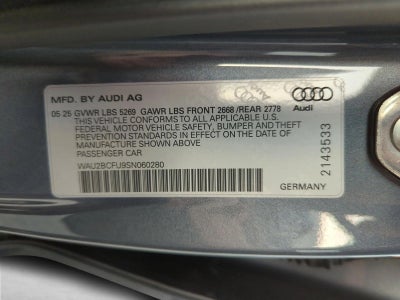 MFD. BY AUDI AG
05 25 GVWR LBS 5269 GAWR LBS FRONT 2668/REAR 2778
THIS VEHICLE CONFORMS TO ALL APPLICABLE U.S.
FEDERAL MOTOR VEHICLE SAFETY, BUMPER AND THEFT
PREVENTION STANDARDS IN EFFECT ON THE DATE OF
MANUFACTURE SHOWN ABOVE
PASSENGER CAR
WAU2BCFU9SN060280
GERMANY
Audi
2143533